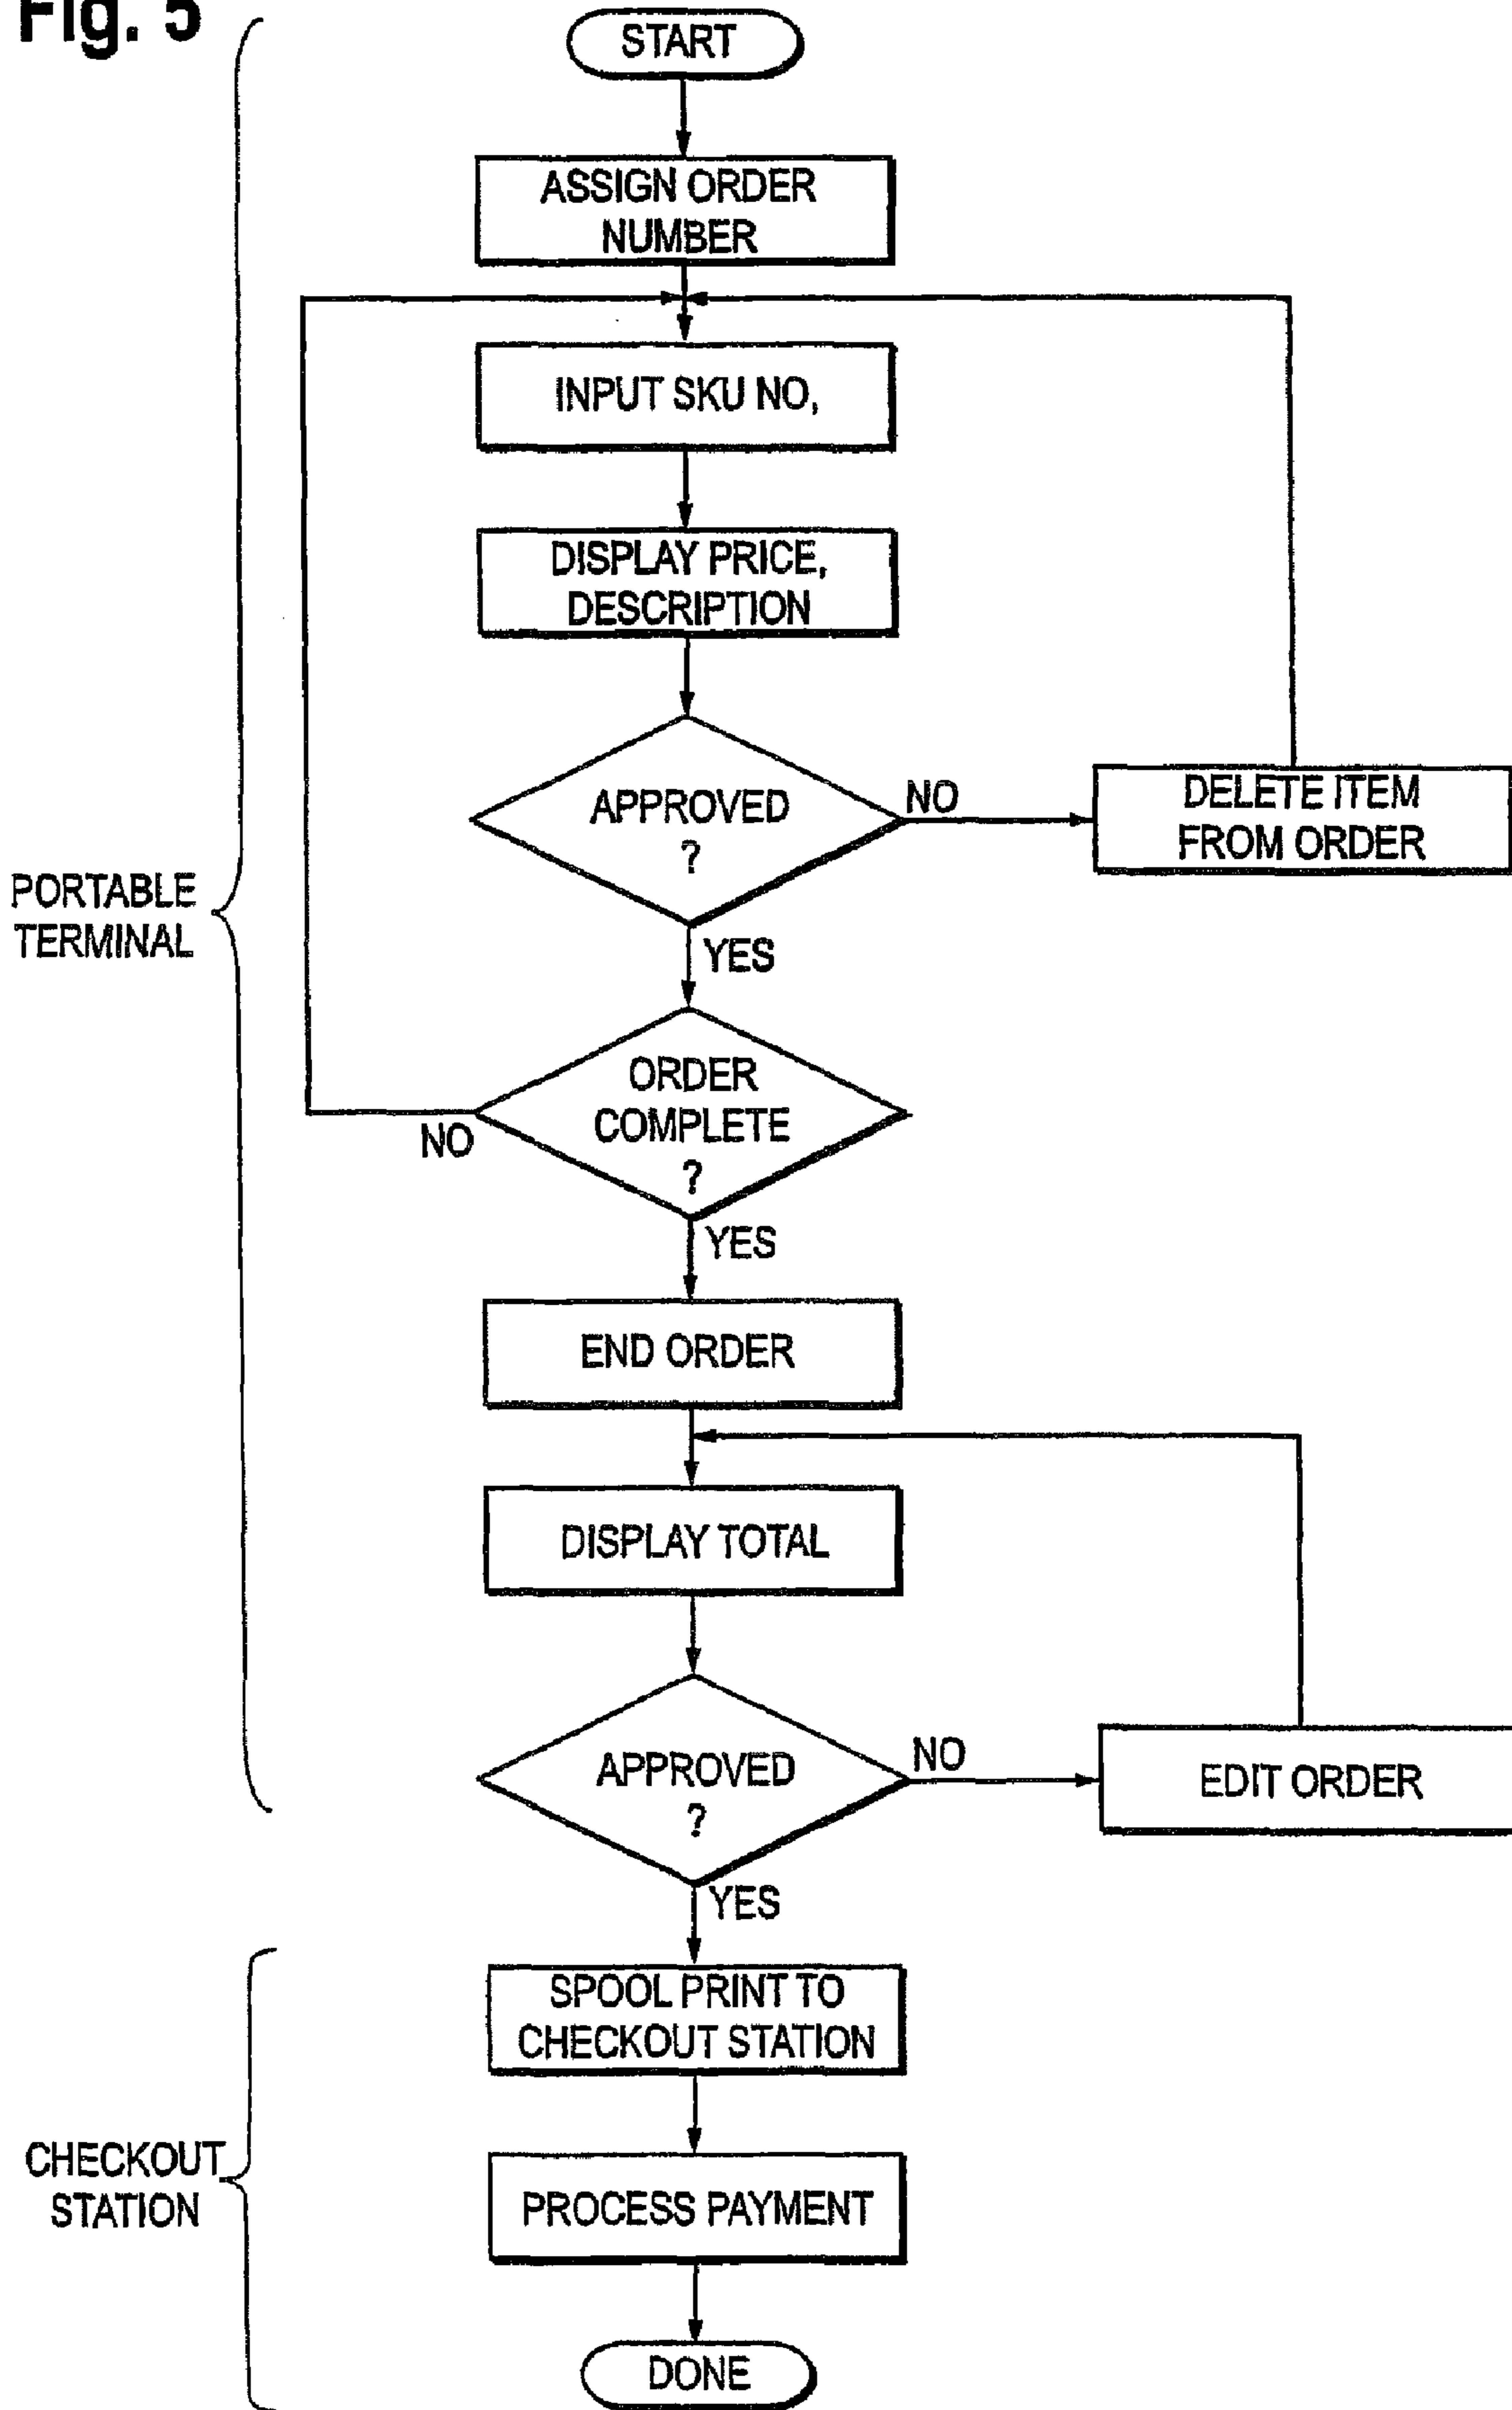 Fig. 5
START
ASSIGN ORDER
NUMBER
INPUT SKU NO,
DISPLAY PRICE,
DESCRIPTION
APPROVED
?
NO
DELETE ITEM
FROM ORDER
PORTABLE
TERMINAL
YES
ORDER
COMPLETE
?
NO
YES
END ORDER
DISPLAY TOTAL
APPROVED
?
NO
EDIT ORDER
YES
SPOOL PRINT TO
CHECKOUT STATION
CHECKOUT
STATION
PROCESS PAYMENT
DONE